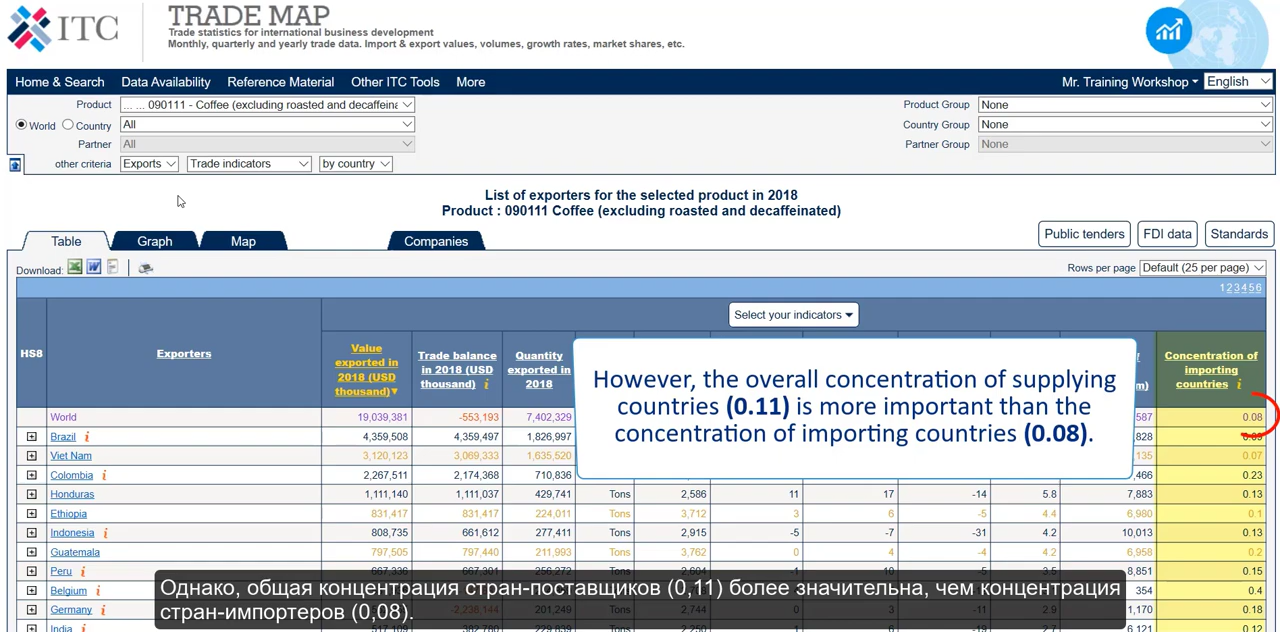 ITC
TRADE MAP
Trade statistics for international business development
Monthly, quarterly and yearly trade data. Import & export values, volumes, growth rates, market shares, etc.
Home & Search Data Availability Reference Material Other ITC Tools More Mr. Training Workshop English
Product ... ... 090111 - Coffee (excluding roasted and decaffeina Product Group None
World Country All Country Group None
Partner All Partner Group None
other criteria Exports Trade indicators by country
List of exporters for the selected product in 2018
Product : 090111 Coffee (excluding roasted and decaffeinated)
Table Graph Map Companies Public tenders FDI data Standards
Download: Rows per page Default (25 per page)
1 2 3 4 5 6
Select your indicators
HS8 Exporters
Value exported in 2018 (USD thousand)
Trade balance in 2018 (USD thousand) i
Quantity exported in 2018
Concentration of importing countries i
However, the overall concentration of supplying
countries (0.11) is more important than the
concentration of importing countries (0.08).
World 19,039,381 -553,193 7,402,329 587 0.08
Brazil i 4,359,508 4,359,497 1,826,997 828
Viet Nam 3,120,123 3,069,333 1,635,520 135 0.07
Colombia i 2,267,511 2,174,368 710,836 466 0.23
Honduras 1,111,140 1,111,037 429,741 Tons 2,586 11 17 -14 5.8 7,883 0.13
Ethiopia 831,417 831,417 224,011 Tons 3,712 3 6 -5 4.4 6,980 0.1
Indonesia i 808,735 661,612 277,411 Tons 2,915 -5 -7 -31 4.2 10,013 0.13
Guatemala 797,505 797,440 211,993 Tons 3,762 0 4 -4 4.2 6,958 0.2
Peru i 8,851 0.15
Belgium i 354 0.4
Germany i 1,170 0.18
India i 6,121 0.12
Однако, общая концентрация стран-поставщиков (0,11) более значительна, чем концентрация
стран-импортеров (0,08).